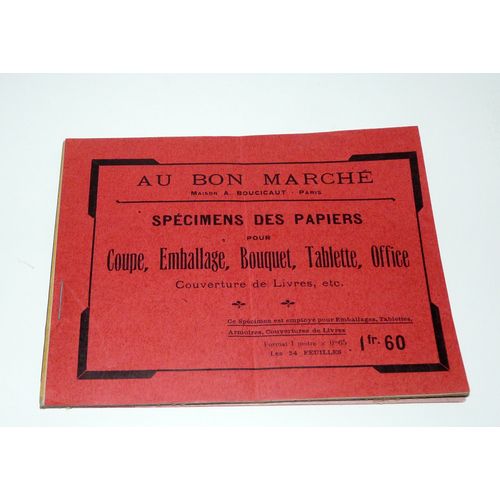 AU BON MARCHÉ
MAISON A. BOUCICAUT - PARIS
SPÉCIMENS DES PAPIERS
POUR
Coupe, Emballage, Bouquet, Tablette, Office
Couverture de Livres, etc.
Ce Spécimen est employé pour Emballages, Tablettes,
Armoires, Couvertures de Livres
Format 1 mètre × 0m65
LES 24 FEUILLES : 1 fr. 60